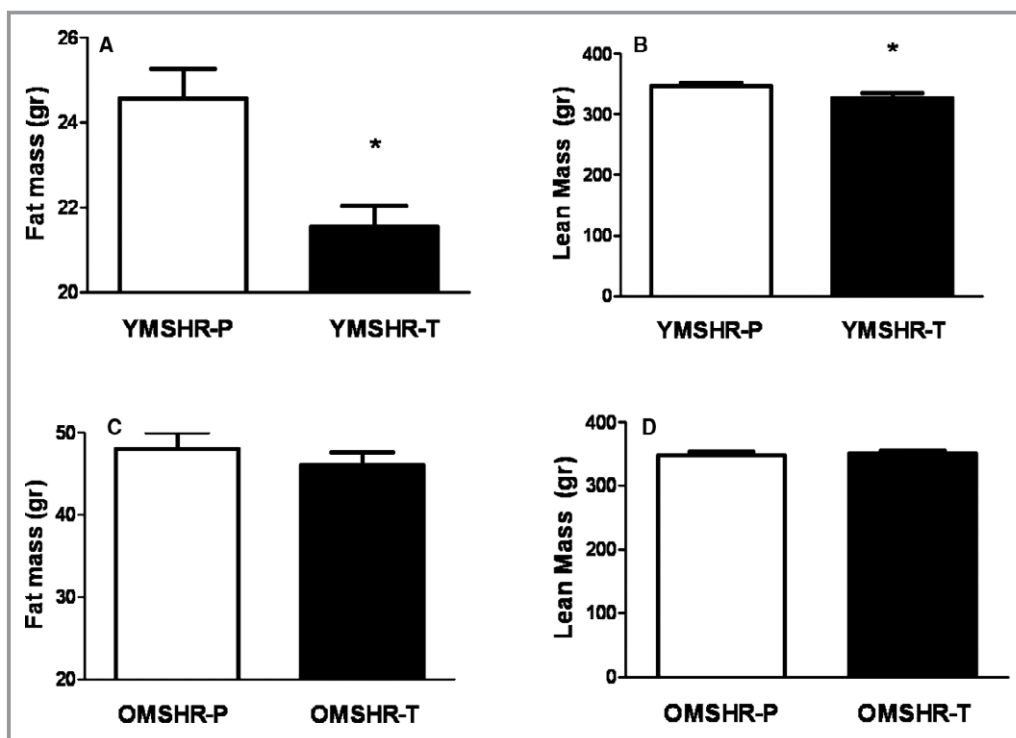 A
Fat mass (gr)
26
24
22
20
*
YMSHR-P
YMSHR-T
B
Lean Mass (gr)
400
300
200
100
0
*
YMSHR-P
YMSHR-T
C
Fat mass (gr)
50
40
30
20
OMSHR-P
OMSHR-T
D
Lean Mass (gr)
400
300
200
100
0
OMSHR-P
OMSHR-T